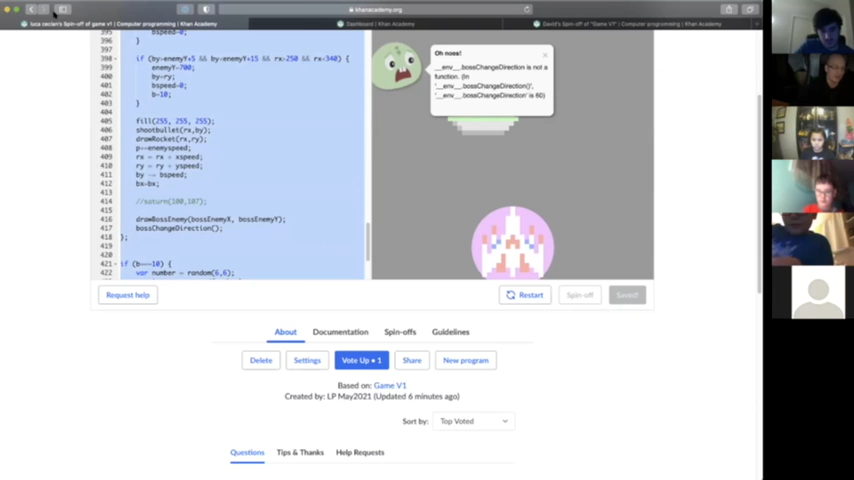 khanacademy.org
luca caclan's Spin-off of game v1 | Computer programming | Khan Academy
Dashboard | Khan Academy
David's Spin-off of "Game V1" | Computer programming | Khan Academy
395 bspeed=0;
396 }
397
398 if (by<enemyY+5 && by>enemyY+15 && rx>250 && rx<340) {
399 enemyY=700;
400 by=ry;
401 bspeed=0;
402 b=10;
403 }
404
405 fill(255, 255, 255);
406 shootbullet(rx,by);
407 drawRocket(rx,ry);
408 p+=enemyspeed;
409 rx = rx + xspeed;
410 ry = ry + yspeed;
411 by -= bspeed;
412 bx=bx;
413
414 //saturn(100,107);
415
416 drawBossEnemy(bossEnemyX, bossEnemyY);
417 bossChangeDirection();
418 };
419
420
421 if (b==-10) {
422 var number = random(6,6);
Oh noes!
__env__.bossChangeDirection is not a
function. (In
'__env__.bossChangeDirection()',
'__env__.bossChangeDirection' is 60)
Request help
Restart
Spin-off
Saved!
About
Documentation
Spin-offs
Guidelines
Delete
Settings
Vote Up • 1
Share
New program
Based on: Game V1
Created by: LP May2021 (Updated 6 minutes ago)
Sort by:
Top Voted
Questions
Tips & Thanks
Help Requests